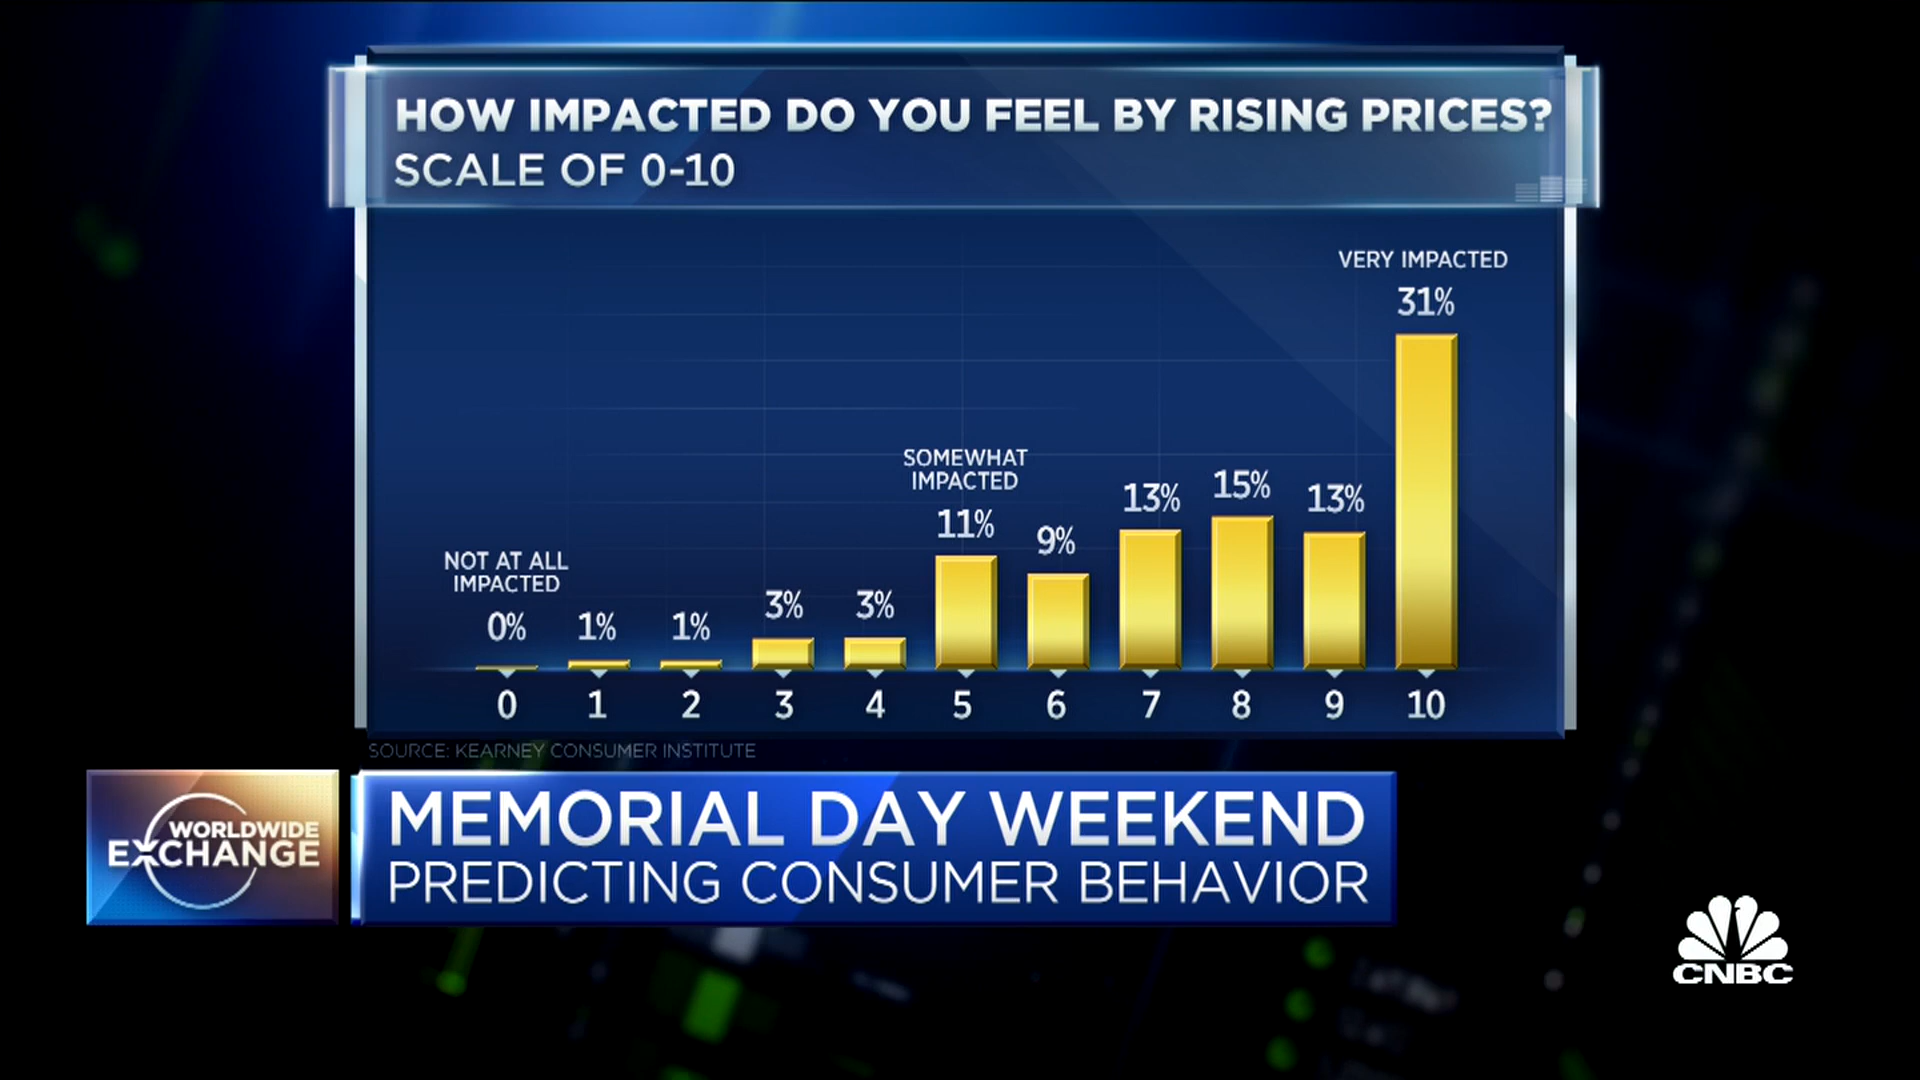 HOW IMPACTED DO YOU FEEL BY RISING PRICES?
SCALE OF 0-10
VERY IMPACTED
31%
SOMEWHAT
IMPACTED
11%
9%
13%
15%
13%
NOT AT ALL
IMPACTED
0%
1%
1%
3%
3%
0 1 2 3 4 5 6 7 8 9 10
SOURCE: KEARNEY CONSUMER INSTITUTE
WORLDWIDE
EXCHANGE
MEMORIAL DAY WEEKEND
PREDICTING CONSUMER BEHAVIOR
CNBC